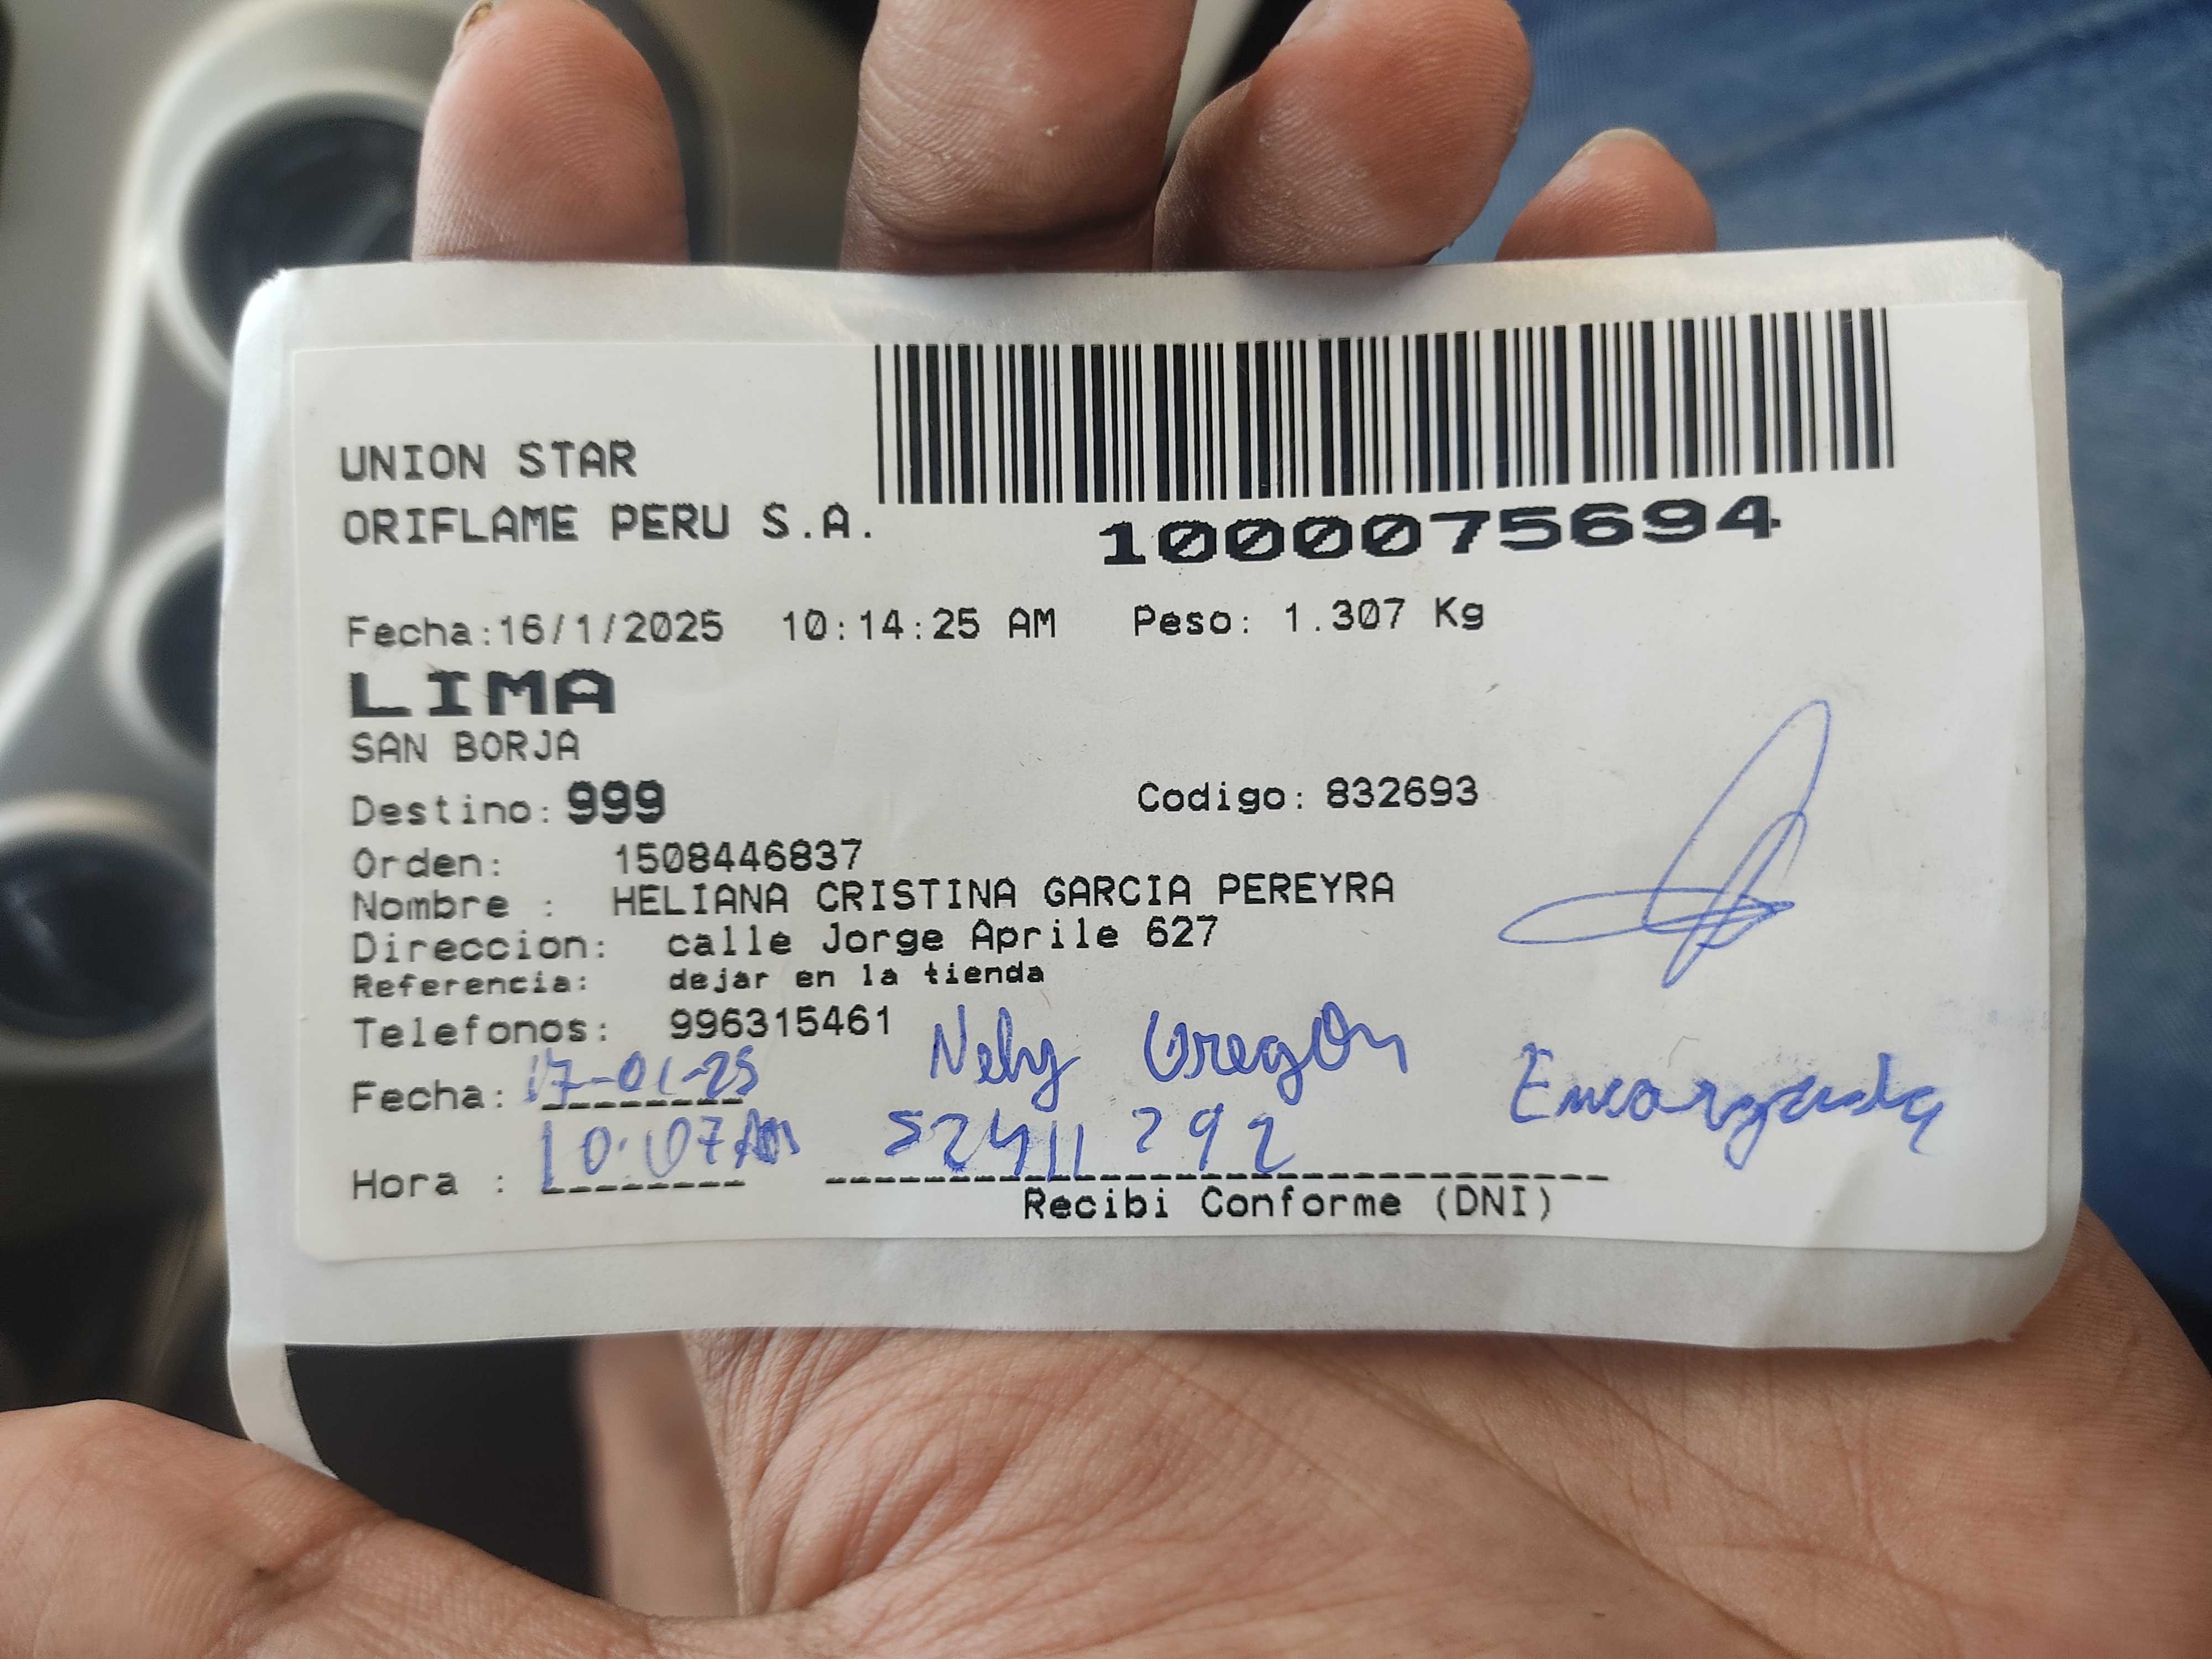 UNION STAR
ORIFLAME PERU S.A.
1000075694
Fecha:16/1/2025 10:14:25 AM Peso: 1.307 Kg
LIMA
SAN BORJA
Destino: 999 Codigo: 832693
Orden: 1508446837
Nombre : HELIANA CRISTINA GARCIA PEREYRA
Direccion: calle Jorge Aprile 627
Referencia: dejar en la tienda
Telefonos: 996315461
Nely Obregon
Encargada
Fecha: 17-01-25
Hora : 10:07 AM
Recibi Conforme (DNI)